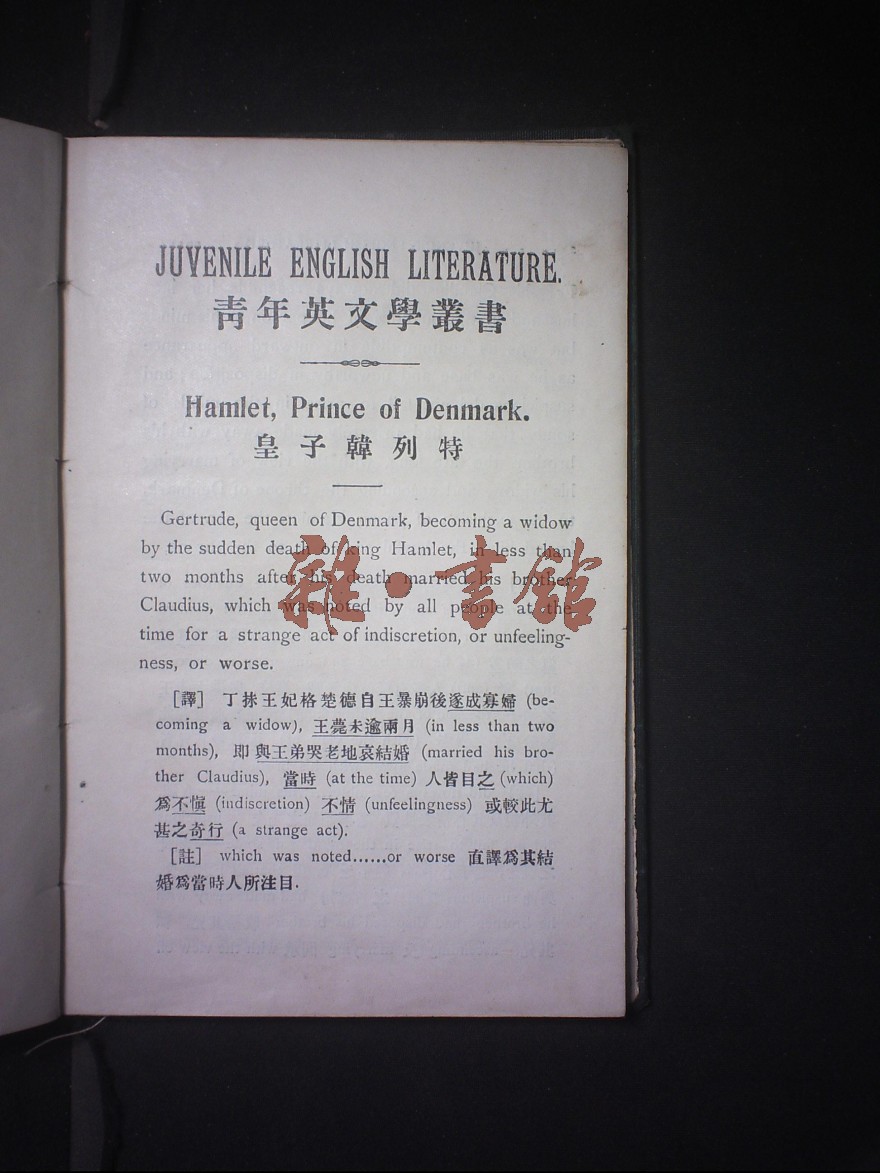 JUVENILE ENGLISH LITERATURE.
靑年英文學叢書
Hamlet, Prince of Denmark.
皇子韓列特
Gertrude, queen of Denmark, becoming a widow
by the sudden death of king Hamlet, in less than
two months after his death married his brother
Claudius, which was noted by all people at the
time for a strange act of indiscretion, or unfeeling-
ness, or worse.
[譯] 丁抹王妃格楚德自王暴崩後遂成寡婦 (be-
coming a widow), 王薨未逾兩月 (in less than two
months), 即與王弟哭老地哀結婚 (married his bro-
ther Claudius), 當時 (at the time) 人皆目之 (which)
爲不愼 (indiscretion) 不情 (unfeelingness) 或較此尤
甚之奇行 (a strange act).
[註] which was noted......or worse 直譯爲其結
婚爲當時人所注目.
雜·書館